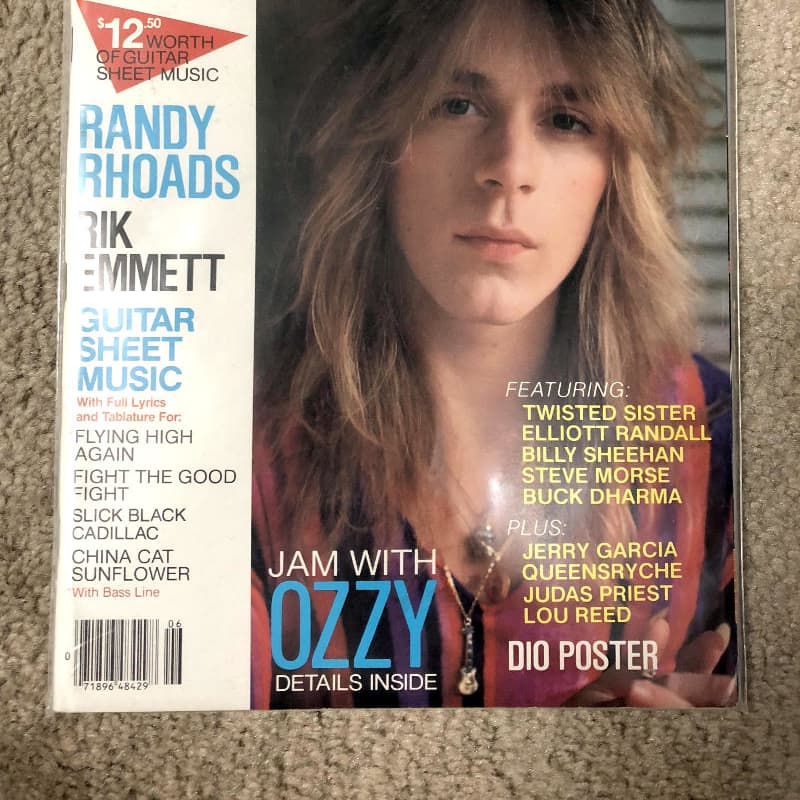 $12.50 WORTH
OF GUITAR
SHEET MUSIC
RANDY
RHOADS
RIK
EMMETT
GUITAR
SHEET
MUSIC
With Full Lyrics
and Tablature For:
FLYING HIGH
AGAIN
FIGHT THE GOOD
FIGHT
SLICK BLACK
CADILLAC
CHINA CAT
SUNFLOWER
*With Bass Line
06
0 71896 48429
JAM WITH
OZZY
DETAILS INSIDE
FEATURING:
TWISTED SISTER
ELLIOTT RANDALL
BILLY SHEEHAN
STEVE MORSE
BUCK DHARMA
PLUS:
JERRY GARCIA
QUEENSRYCHE
JUDAS PRIEST
LOU REED
DIO POSTER